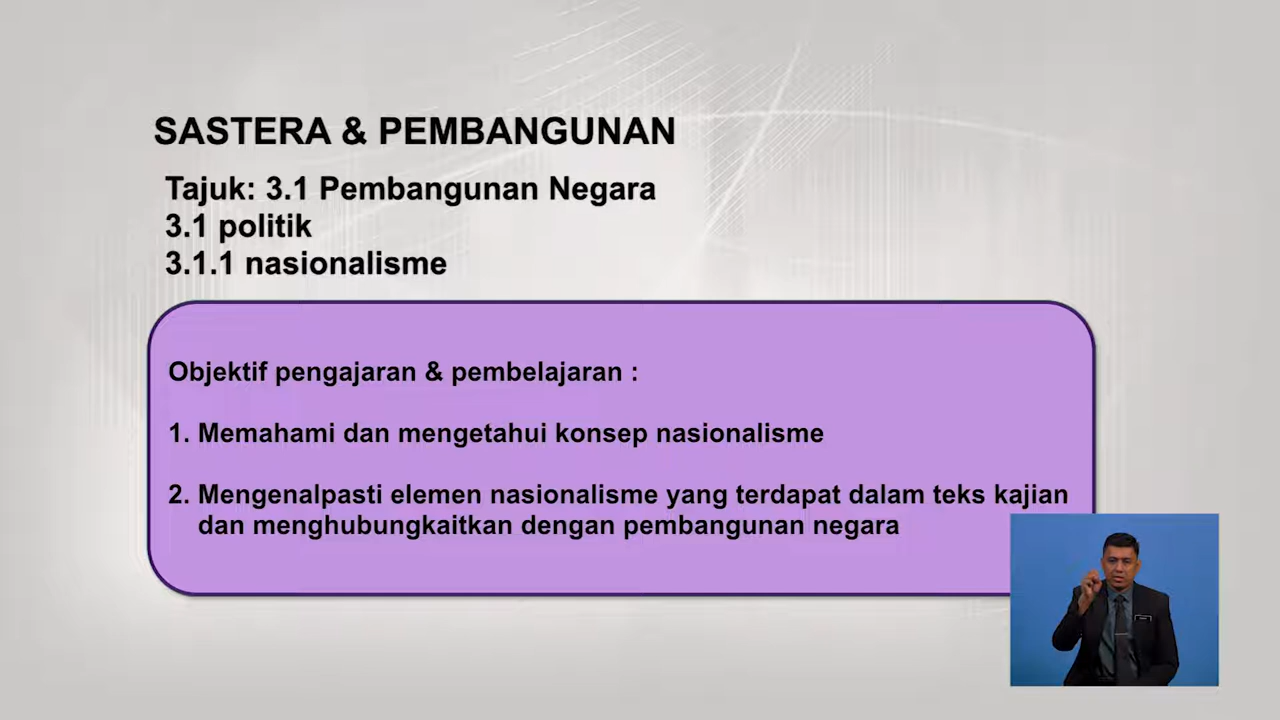 SASTERA & PEMBANGUNAN
Tajuk: 3.1 Pembangunan Negara
3.1 politik
3.1.1 nasionalisme
Objektif pengajaran & pembelajaran :
1. Memahami dan mengetahui konsep nasionalisme
2. Mengenalpasti elemen nasionalisme yang terdapat dalam teks kajian
dan menghubungkaitkan dengan pembangunan negara